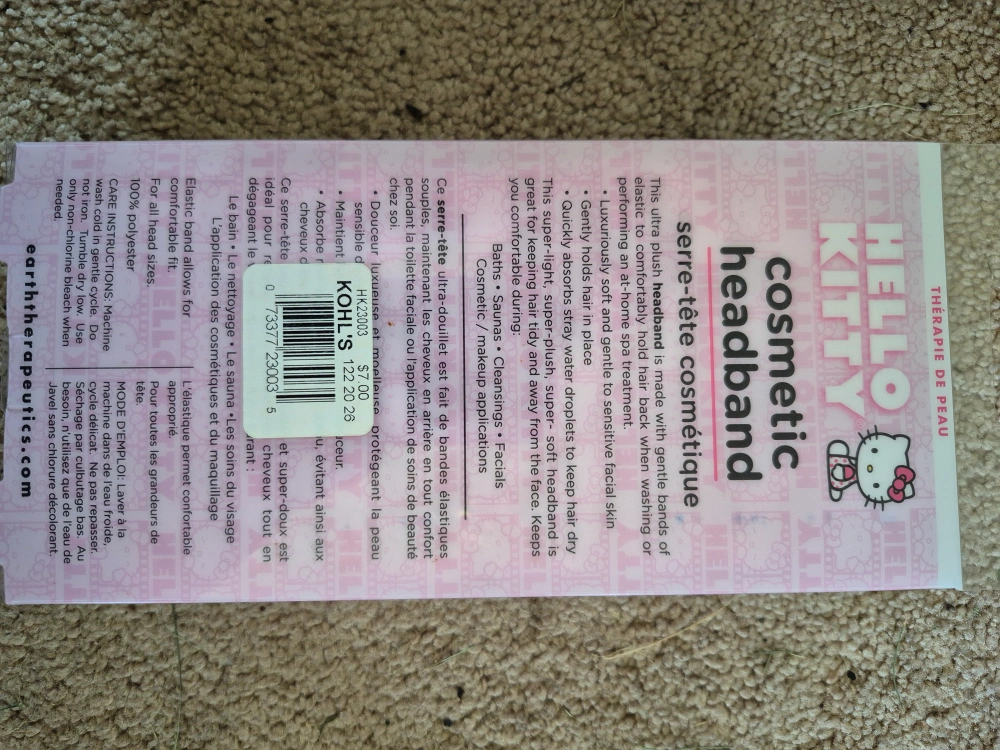 THÉRAPIE DE PEAU
HELLO
KITTY
cosmetic
headband
serre-tête cosmétique
This ultra plush headband is made with gentle bands of
elastic to comfortably hold hair back when washing or
performing an at-home spa treatment.
• Luxuriously soft and gentle to sensitive facial skin
• Gently holds hair in place
• Quickly absorbs stray water droplets to keep hair dry
This super-light, super-plush, super- soft headband is
great for keeping hair tidy and away from the face. Keeps
you comfortable during:
Baths • Saunas • Cleansings • Facials
Cosmetic / makeup applications
Ce serre-tête ultra-douillet est fait de bandes élastiques
souples, maintenant les cheveux en arrière en tout confort
pendant la toilette faciale ou l'application de soins de beauté
chez soi.
• Douceur luxueuse et moelleuse protégeant la peau
sensible d
• Maintient
• Absorbe
u, évitant ainsi aux
cheveux
Ce serre-tête
et super-doux est
idéal pour
cheveux tout en
dégageant le
Le bain • Le nettoyage • Le sauna • Les soins du visage
L'application des cosmétiques et du maquillage
HK23003 $7.00
KOHL'S 122 20 26
0 73377 23003 5
Elastic band allows for
comfortable fit.
For all head sizes.
100% polyester
CARE INSTRUCTIONS: Machine
wash cold in gentle cycle. Do
not iron. Tumble dry low. Use
only non-chlorine bleach when
needed.
L'élastique permet confortable
approprié.
Pour toutes les grandeurs de
tête.
MODE D'EMPLOI: Laver à la
machine dans de l'eau froide,
cycle délicat. Ne pas repasser.
Séchage par culbutage bas. Au
besoin, n'utilisez que de l'eau de
Javel sans chlorure décolorant.
earththerapeutics.com